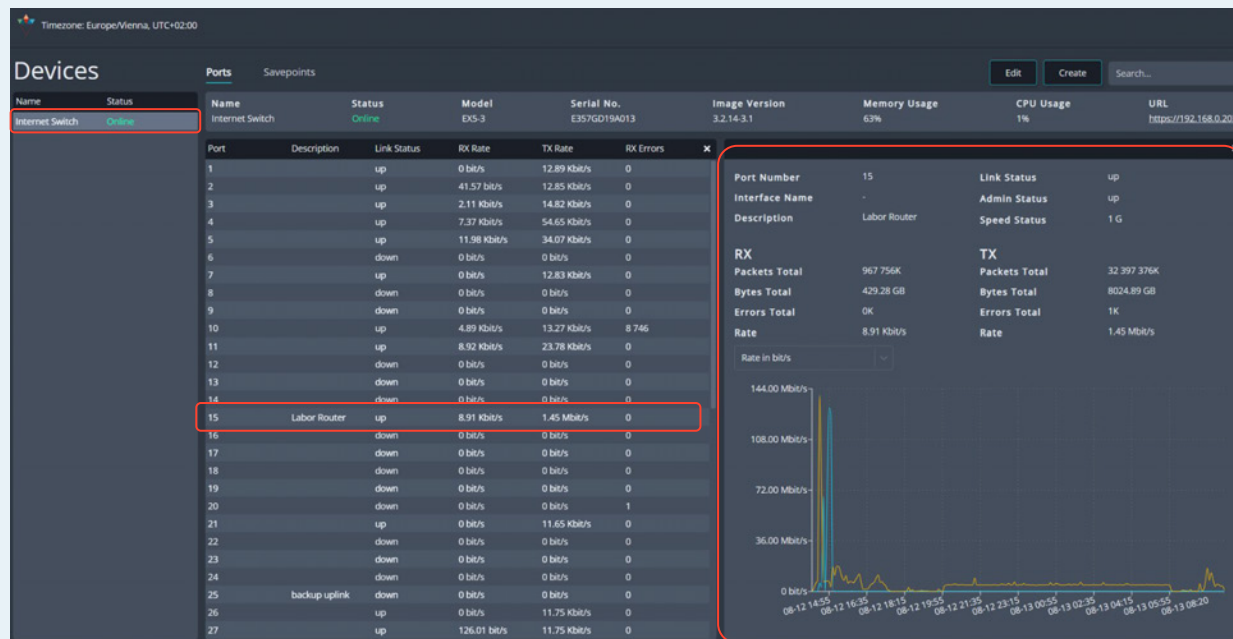 Timezone: Europe/Vienna, UTC+02:00
Devices
Name Status
Internet Switch Online
Ports Savepoints
Edit Create Search...
Name Status Model Serial No. Image Version Memory Usage CPU Usage URL
Internet Switch Online EX5-3 E357GD19A013 3.2.14-3.1 63% 1% https://192.168.0.20
Port Description Link Status RX Rate TX Rate RX Errors ×
1 up 0 bit/s 12.89 Kbit/s 0
2 up 41.57 bit/s 12.85 Kbit/s 0
3 up 2.11 Kbit/s 14.82 Kbit/s 0
4 up 7.37 Kbit/s 54.65 Kbit/s 0
5 up 11.98 Kbit/s 34.07 Kbit/s 0
6 down 0 bit/s 0 bit/s 0
7 up 0 bit/s 12.83 Kbit/s 0
8 down 0 bit/s 0 bit/s 0
9 down 0 bit/s 0 bit/s 0
10 up 4.89 Kbit/s 13.27 Kbit/s 8 746
11 up 8.92 Kbit/s 23.78 Kbit/s 0
12 down 0 bit/s 0 bit/s 0
13 down 0 bit/s 0 bit/s 0
14 down 0 bit/s 0 bit/s 0
15 Labor Router up 8.91 Kbit/s 1.45 Mbit/s 0
16 down 0 bit/s 0 bit/s 0
17 down 0 bit/s 0 bit/s 0
18 down 0 bit/s 0 bit/s 0
19 down 0 bit/s 0 bit/s 0
20 down 0 bit/s 0 bit/s 1
21 up 0 bit/s 11.65 Kbit/s 0
22 down 0 bit/s 0 bit/s 0
23 down 0 bit/s 0 bit/s 0
24 down 0 bit/s 0 bit/s 0
25 backup uplink down 0 bit/s 0 bit/s 0
26 up 0 bit/s 11.75 Kbit/s 0
27 up 126.01 bit/s 11.75 Kbit/s 0
Port Number 15 Link Status up
Interface Name - Admin Status up
Description Labor Router Speed Status 1 G
RX TX
Packets Total 967 756K Packets Total 32 397 376K
Bytes Total 429.28 GB Bytes Total 8024.89 GB
Errors Total 0K Errors Total 1K
Rate 8.91 Kbit/s Rate 1.45 Mbit/s
Rate in bit/s
144.00 Mbit/s
108.00 Mbit/s
72.00 Mbit/s
36.00 Mbit/s
0 bit/s
08-12 14:55 08-12 16:35 08-12 18:15 08-12 19:55 08-12 21:35 08-12 23:15 08-13 00:55 08-13 02:35 08-13 04:15 08-13 05:55 08-13 08:20